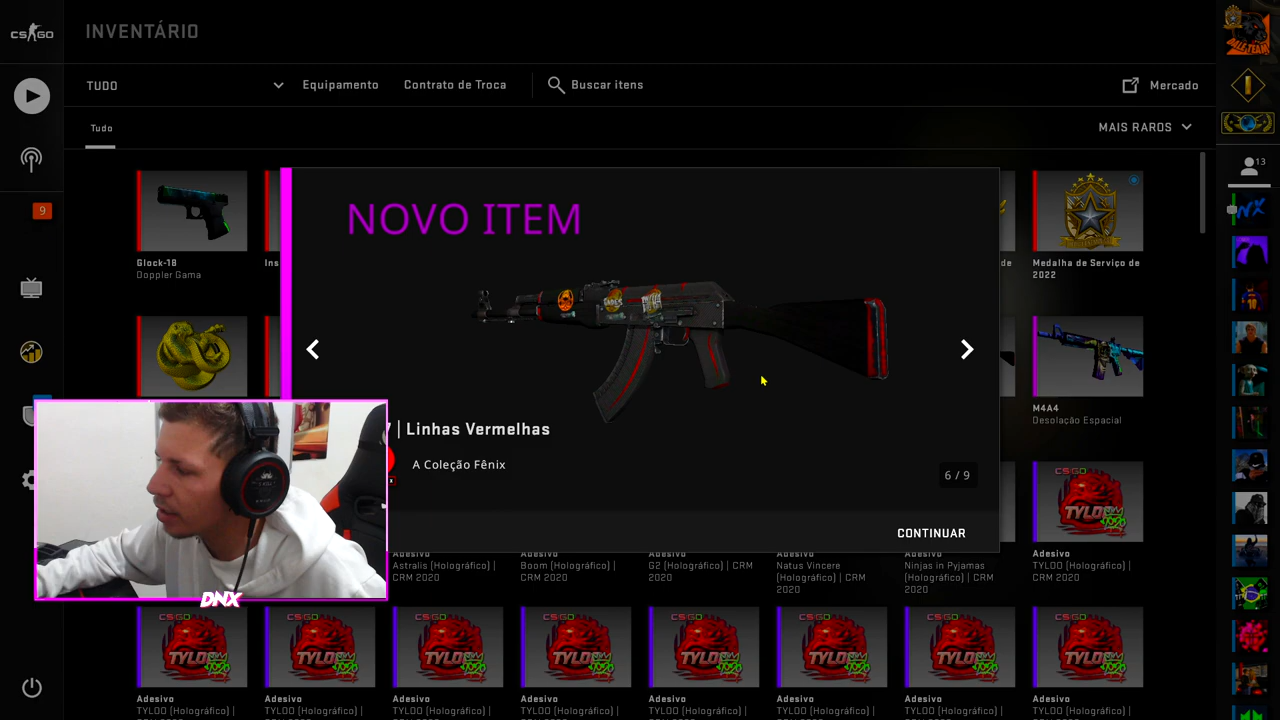 CS GO
INVENTÁRIO
TUDO
Equipamento
Contrato de Troca
Buscar itens
Mercado
Tudo
MAIS RAROS
13
9
Glock-18
Doppler Gama
Ins
de
Medalha de Serviço de
2022
NOVO ITEM
| Linhas Vermelhas
A Coleção Fênix
6 / 9
CONTINUAR
M4A4
Desolação Espacial
DNX
Adesivo
Astralis (Holográfico) |
CRM 2020
Adesivo
Boom (Holográfico) |
CRM 2020
Adesivo
G2 (Holográfico) | CRM
2020
Adesivo
Natus Vincere
(Holográfico) | CRM
2020
Adesivo
Ninjas in Pyjamas
(Holográfico) | CRM
2020
Adesivo
TYLOO (Holográfico) |
CRM 2020
Adesivo
TYLOO (Holográfico) |
Adesivo
TYLOO (Holográfico) |
Adesivo
TYLOO (Holográfico) |
Adesivo
TYLOO (Holográfico) |
Adesivo
TYLOO (Holográfico) |
Adesivo
TYLOO (Holográfico) |
Adesivo
TYLOO (Holográfico) |
Adesivo
TYLOO (Holográfico) |